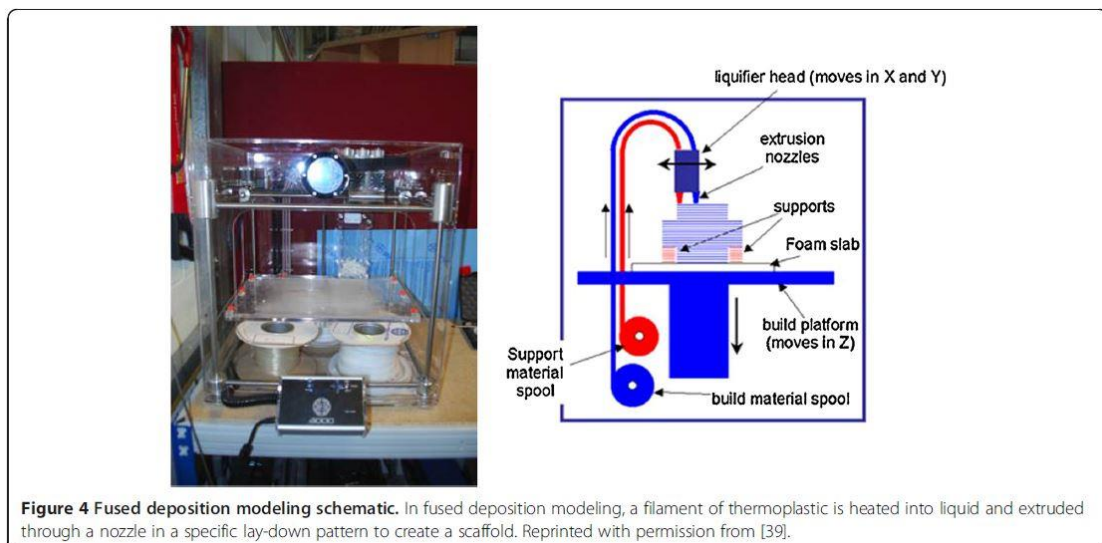 liquifier head (moves in X and Y)
extrusion
nozzles
supports
Foam slab
build platform
(moves in Z)
Support
material
spool
build material spool
Figure 4 Fused deposition modeling schematic. In fused deposition modeling, a filament of thermoplastic is heated into liquid and extruded
through a nozzle in a specific lay-down pattern to create a scaffold. Reprinted with permission from [39].